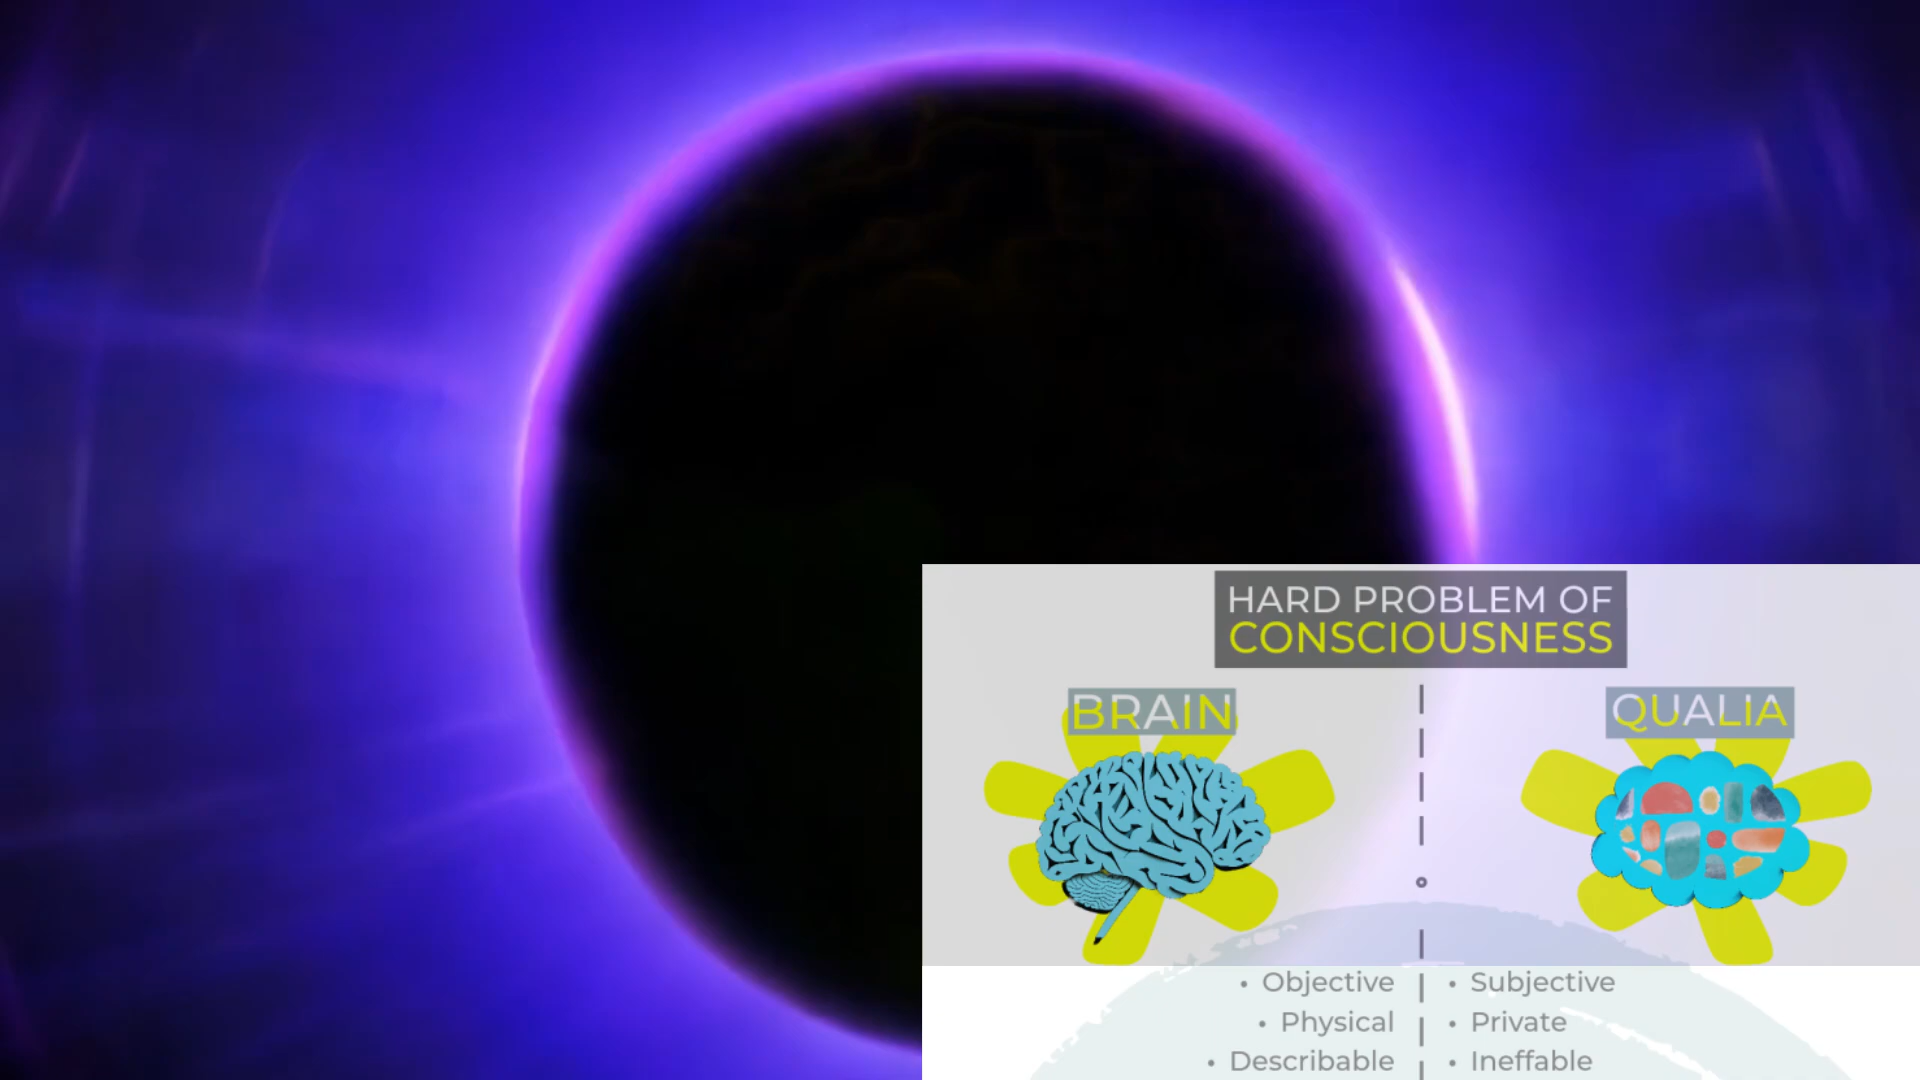 HARD PROBLEM OF
CONSCIOUSNESS
BRAIN
QUALIA
• Objective
• Subjective
• Physical
• Private
• Describable
• Ineffable